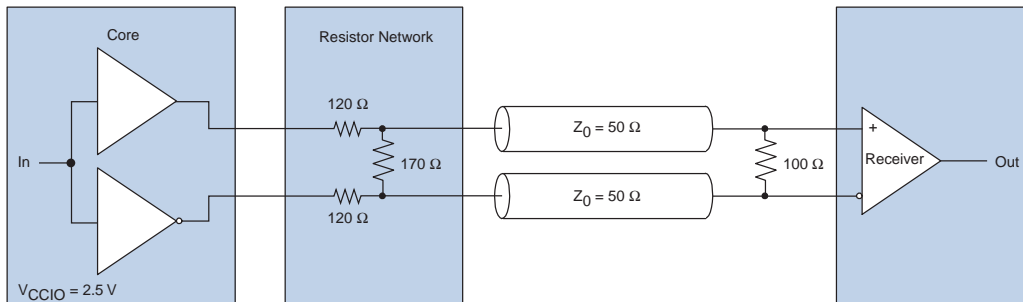 Core
Resistor Network
120 Ω
Z0 = 50 Ω
+
In
170 Ω
100 Ω
Receiver
Out
Z0 = 50 Ω
120 Ω
VCCIO = 2.5 V